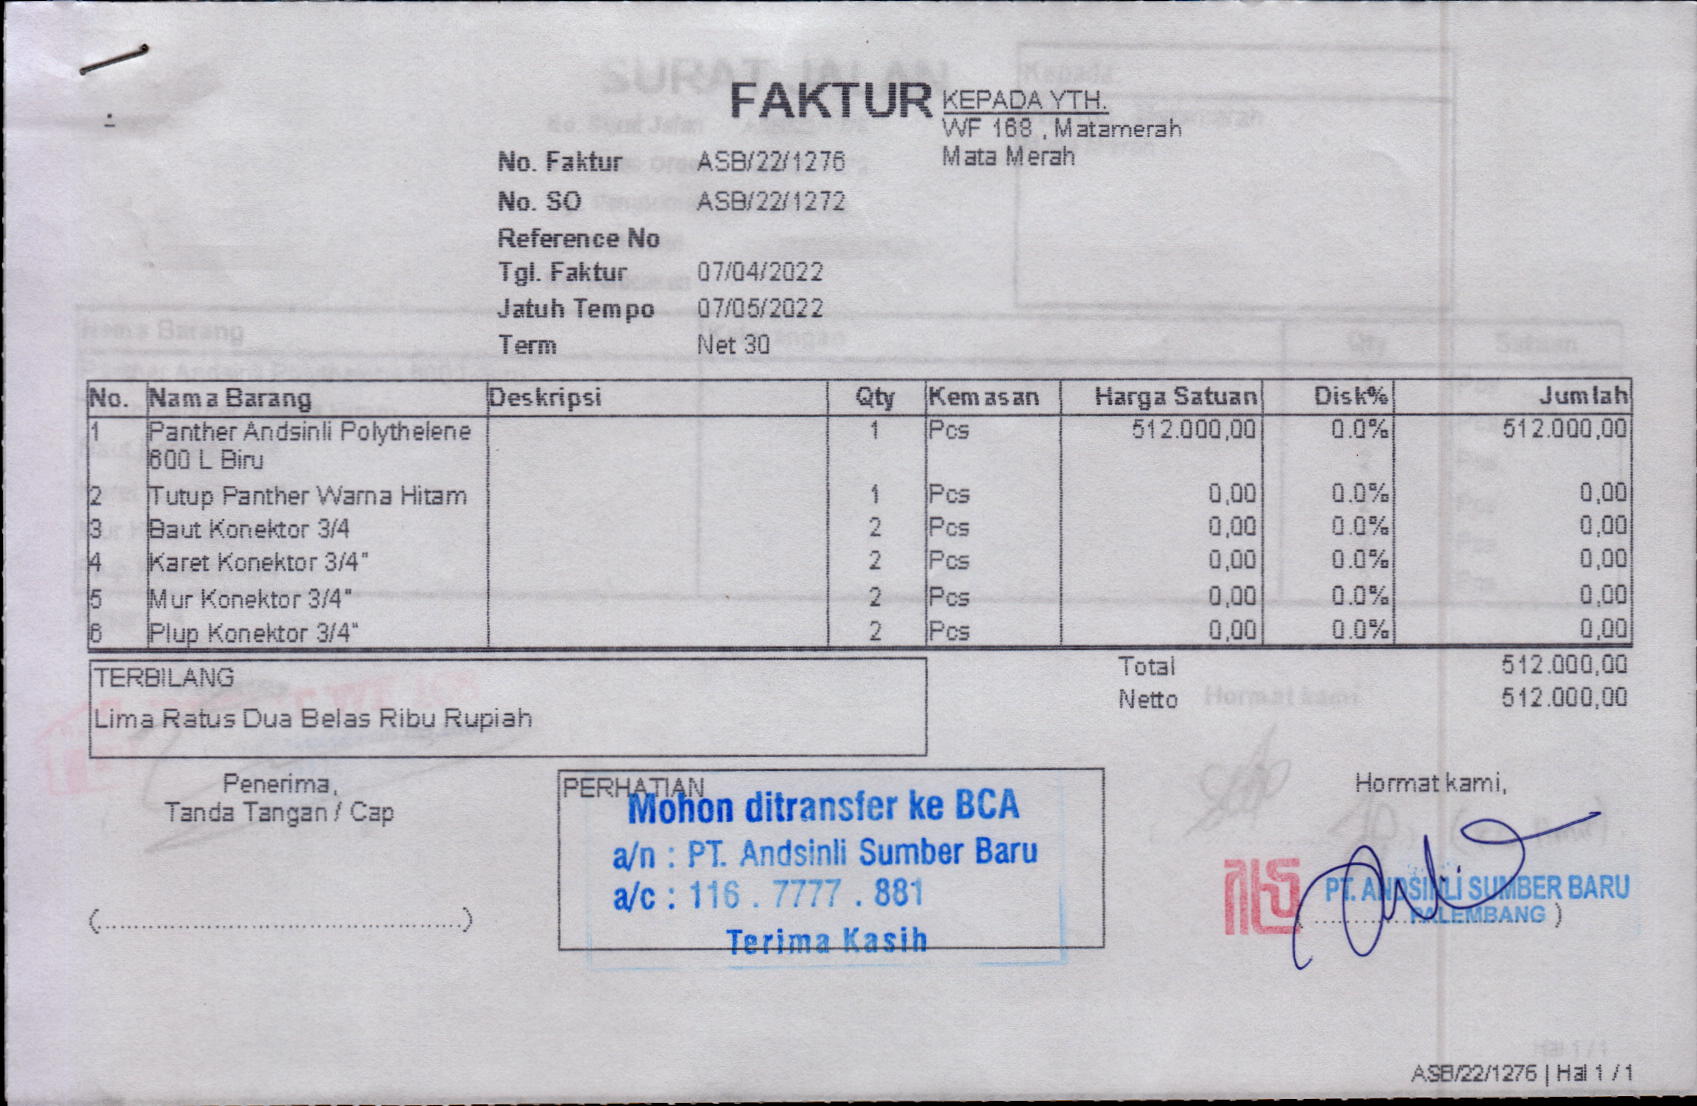 FAKTUR
KEPADA YTH.
WF 168 , Matamerah
Mata Merah
No. Faktur ASB/22/1276
No. SO ASB/22/1272
Reference No
Tgl. Faktur 07/04/2022
Jatuh Tempo 07/05/2022
Term Net 30
No. Nama Barang Deskripsi Qty Kemasan Harga Satuan Disk% Jumlah
1 Panther Andsinli Polythelene 1 Pcs 512.000,00 0.0% 512.000,00
600 L Biru
2 Tutup Panther Warna Hitam 1 Pcs 0,00 0.0% 0,00
3 Baut Konektor 3/4 2 Pcs 0,00 0.0% 0,00
4 Karet Konektor 3/4" 2 Pcs 0,00 0.0% 0,00
5 Mur Konektor 3/4" 2 Pcs 0,00 0.0% 0,00
6 Plup Konektor 3/4" 2 Pcs 0,00 0.0% 0,00
Total 512.000,00
Netto 512.000,00
TERBILANG
Lima Ratus Dua Belas Ribu Rupiah
Penerima,
Tanda Tangan / Cap
(..............................................)
PERHATIAN
Mohon ditransfer ke BCA
a/n : PT. Andsinli Sumber Baru
a/c : 116 . 7777 . 881
Terima Kasih
Hormat kami,
PT. ANDSINLI SUMBER BARU
PALEMBANG )
ASB/22/1276 | Hal 1 / 1